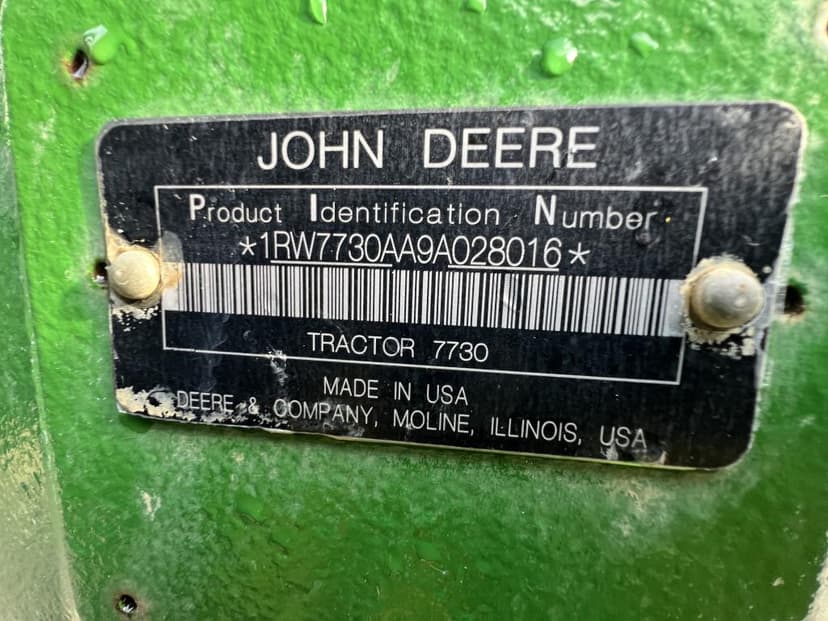 JOHN DEERE
Product Identification Number
*1RW7730AA9A028016*
TRACTOR 7730
MADE IN USA
DEERE & COMPANY, MOLINE, ILLINOIS, USA